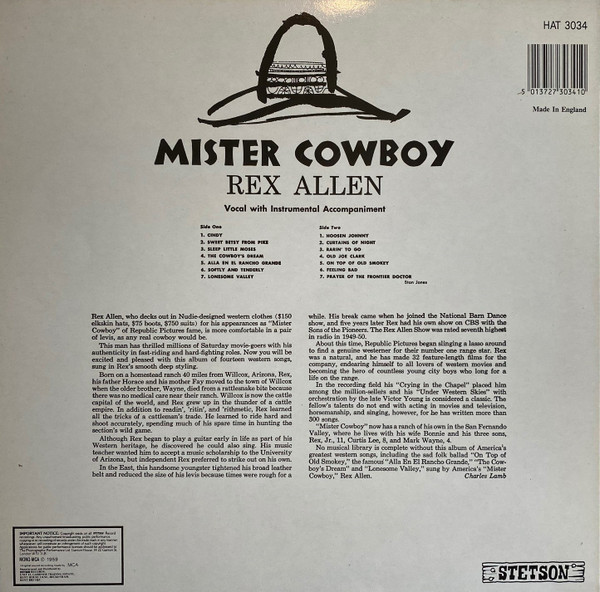 HAT 3034
5 013727 303410
Made in England
MISTER COWBOY
REX ALLEN
Vocal with Instrumental Accompaniment
Side One
1. CINDY
2. SWEET BETSY FROM PIKE
3. SLEEP LITTLE MOSES
4. THE COWBOY'S DREAM
5. ALLA EN EL RANCHO GRANDE
6. SOFTLY AND TENDERLY
7. LONESOME VALLEY
Side Two
1. HOOSEN JOHNNY
2. CURTAINS OF NIGHT
3. RARIN' TO GO
4. OLD JOE CLARK
5. ON TOP OF OLD SMOKEY
6. FEELING BAD
7. PRAYER OF THE FRONTIER DOCTOR
Stan Jones
Rex Allen, who decks out in Nudie-designed western clothes ($150
elkskin hats, $75 boots, $750 suits) for his appearances as "Mister
Cowboy" of Republic Pictures fame, is more comfortable in a pair
of levis, as any real cowboy would be.
This man has thrilled millions of Saturday movie-goers with his
authenticity in fast-riding and hard-fighting roles. Now you will be
excited and pleased with this album of fourteen western songs,
sung in Rex's smooth deep styling.
Born on a homestead ranch 40 miles from Willcox, Arizona, Rex,
his father Horace and his mother Fay moved to the town of Willcox
when the older brother, Wayne, died from a rattlesnake bite because
there was no medical care near their ranch. Willcox is now the cattle
capital of the world, and Rex grew up in the thunder of a cattle
empire. In addition to readin', 'ritin', and 'rithmetic, Rex learned
all the tricks of a cattleman's trade. He learned to ride hard and
shoot accurately, spending much of his spare time in hunting the
section's wild game.
Although Rex began to play a guitar early in life as part of his
Western heritage, he discovered he could also sing. His music
teacher wanted him to accept a music scholarship to the University
of Arizona, but independent Rex preferred to strike out on his own.
In the East, this handsome youngster tightened his broad leather
belt and reduced the size of his levis because times were rough for a
while. His break came when he joined the National Barn Dance
show, and five years later Rex had his own show on CBS with the
Sons of the Pioneers. The Rex Allen Show was rated seventh highest
in radio in 1949-50.
About this time, Republic Pictures began slinging a lasso around
to find a genuine westerner for their number one range star. Rex
was a natural, and he has made 32 feature-length films for the
company, endearing himself to all lovers of western movies and
becoming the hero of countless young city boys who long for a
life on the range.
In the recording field his "Crying in the Chapel" placed him
among the million-sellers and his "Under Western Skies" with
orchestration by the late Victor Young is considered a classic. The
fellow's talents do not end with acting in movies and television,
horsemanship, and singing, however, for he has written more than
300 songs.
"Mister Cowboy" now has a ranch of his own in the San Fernando
Valley, where he lives with his wife Bonnie and his three sons,
Rex, Jr., 11, Curtis Lee, 8, and Mark Wayne, 4.
No musical library is complete without this album of America's
greatest western songs, including the sad folk ballad "On Top of
Old Smokey," the famous "Alla En El Rancho Grande," "The Cow-
boy's Dream" and "Lonesome Valley," sung by America's "Mister
Cowboy," Rex Allen.
Charles Lamb
IMPORTANT NOTICE:
STETSON